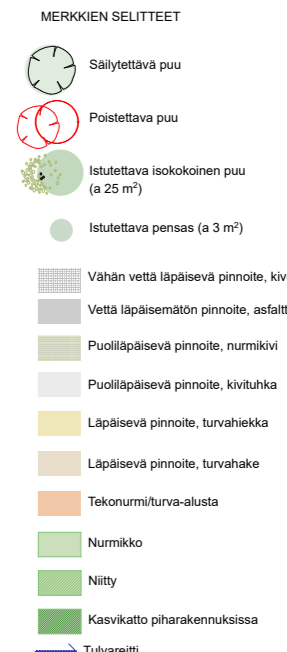 MERKKIEN SELITTEET
Säilytettävä puu
Poistettava puu
Istutettava isokokoinen puu
(a 25 m²)
Istutettava pensas (a 3 m²)
Vähän vettä läpäisevä pinnoite, kiv
Vettä läpäisemätön pinnoite, asfaltt
Puoliläpäisevä pinnoite, nurmikivi
Puoliläpäisevä pinnoite, kivituhka
Läpäisevä pinnoite, turvahiekka
Läpäisevä pinnoite, turvahake
Tekonurmi/turva-alusta
Nurmikko
Niitty
Kasvikatto piharakennuksissa
Tulvareitti